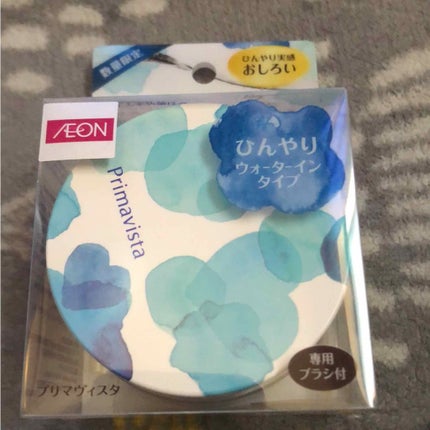 数量限定
ひんやり実感
おしろい
ÆON
ひんやり
ウォーターイン
タイプ
Primavista
専用
ブラシ付
プリマヴィスタ